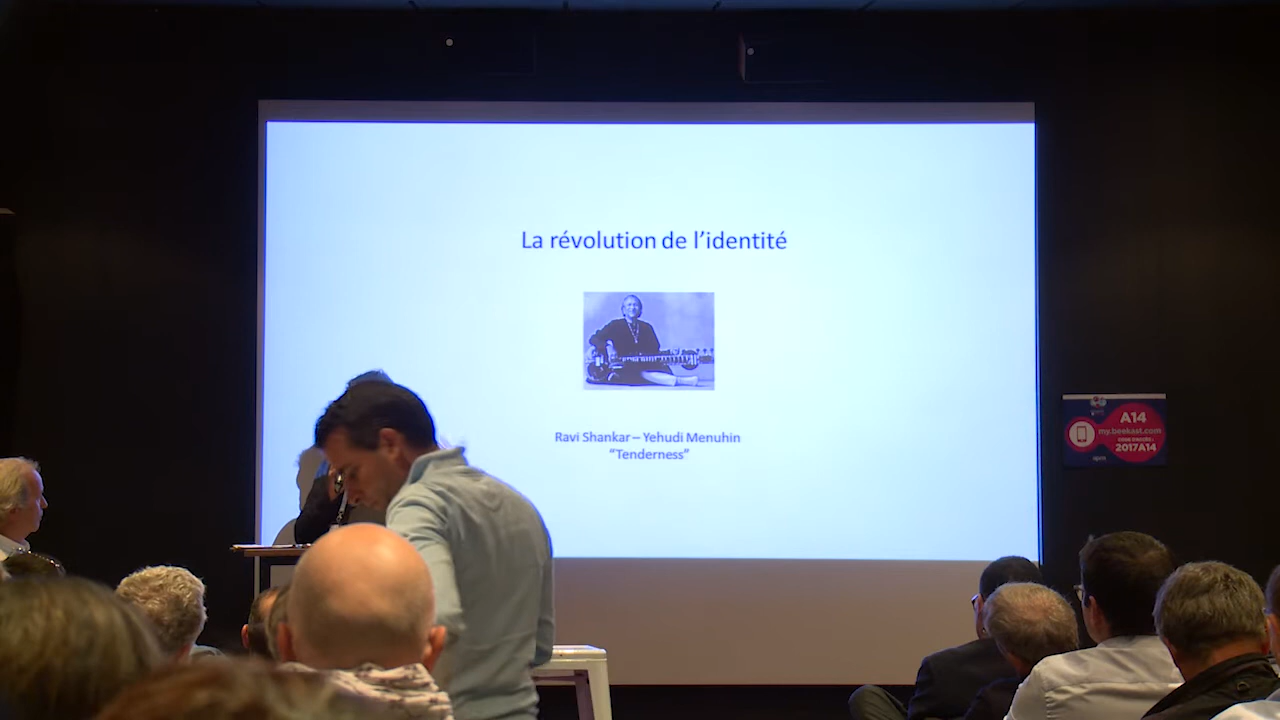 La révolution de l'identité
Ravi Shankar – Yehudi Menuhin
"Tenderness"
A14
my.beekast.com
2017A14